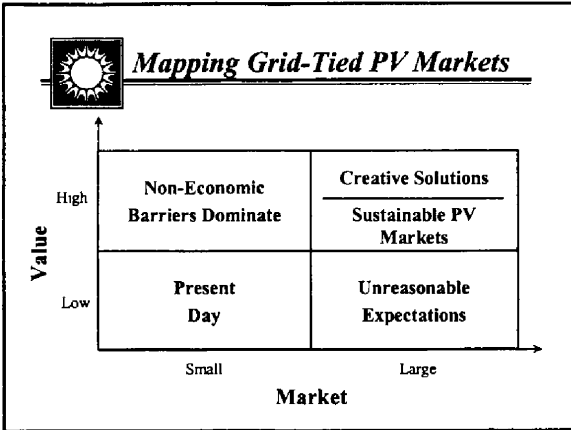 Mapping Grid-Tied PV Markets
Non-Economic
Barriers Dominate
Creative Solutions
Sustainable PV
Markets
High
Value
Present
Day
Unreasonable
Expectations
Low
Small
Large
Market